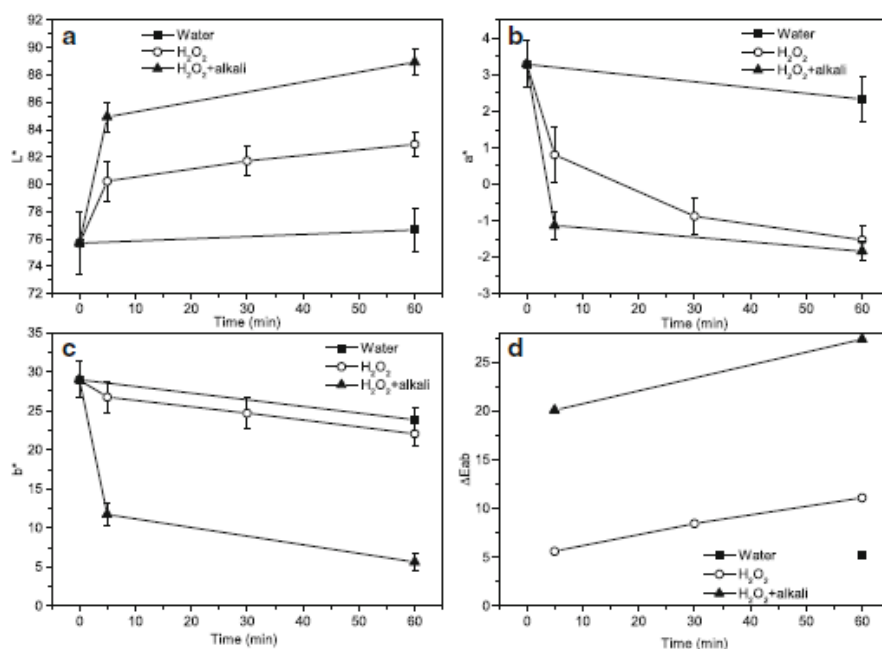 a
Water
H₂O₂
H₂O₂+alkali
L*
92
90
88
86
84
82
80
78
76
74
72
0 10 20 30 40 50 60
Time (min)
b
Water
H₂O₂
H₂O₂+alkali
a*
4
3
2
1
0
-1
-2
-3
0 10 20 30 40 50 60
Time (min)
c
Water
H₂O₂
H₂O₂+alkali
b*
35
30
25
20
15
10
5
0
0 10 20 30 40 50 60
Time (min)
d
ΔEab
25
20
15
10
5
0
Water
H₂O₂
H₂O₂+alkali
0 10 20 30 40 50 60
Time (min)